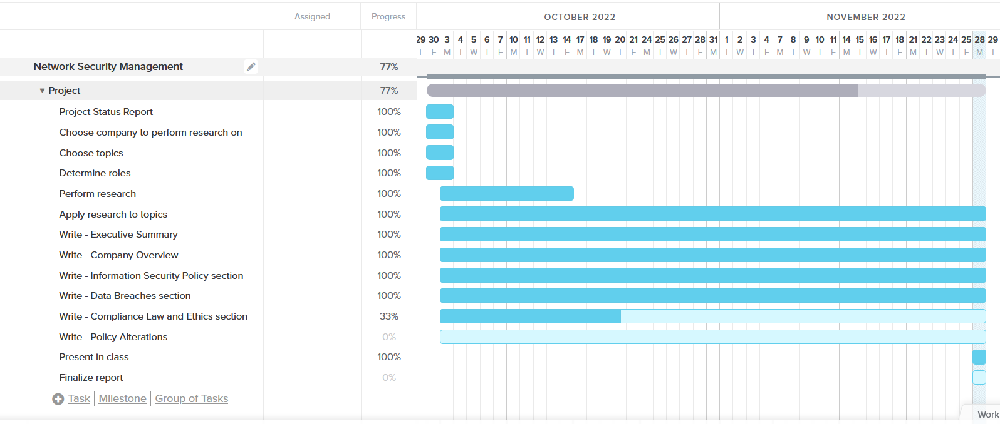 Assigned Progress OCTOBER 2022 NOVEMBER 2022
29 30 3 4 5 6 7 10 11 12 13 14 17 18 19 20 21 24 25 26 27 28 31 1 2 3 4 7 8 9 10 11 14 15 16 17 18 21 22 23 24 25 28 29
T F M T W T F M T W T F M T W T F M T W T F M T W T F M T W T F M T W T F M T W T F M T
Network Security Management 77%
Project 77%
Project Status Report 100%
Choose company to perform research on 100%
Choose topics 100%
Determine roles 100%
Perform research 100%
Apply research to topics 100%
Write - Executive Summary 100%
Write - Company Overview 100%
Write - Information Security Policy section 100%
Write - Data Breaches section 100%
Write - Compliance Law and Ethics section 33%
Write - Policy Alterations 0%
Present in class 100%
Finalize report 0%
Task Milestone Group of Tasks
Work